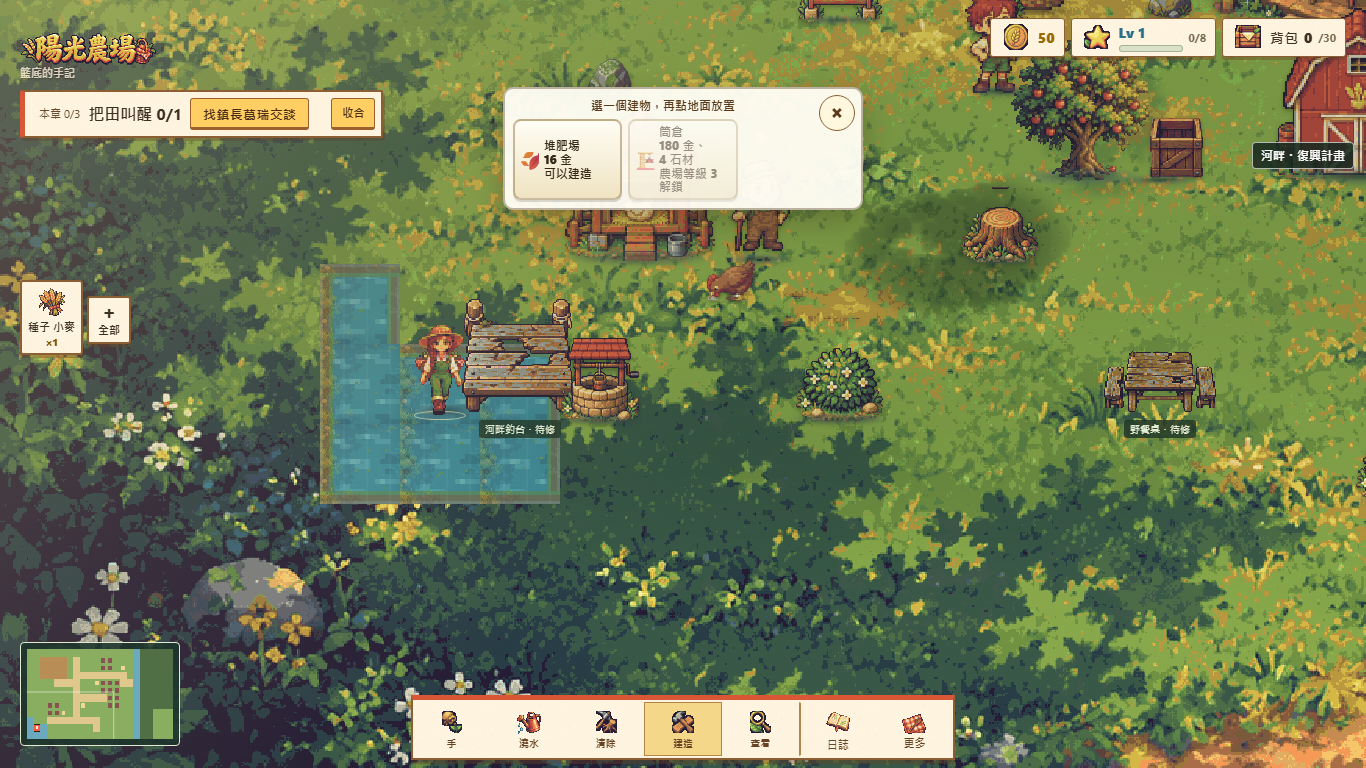 陽光農場
籃底的手記
本章 0/3 把田叫醒 0/1 找鎮長葛瑞交談 收合
50
Lv 1 0/8
背包 0 /30
選一個建物，再點地面放置
堆肥場
16 金
可以建造
筒倉
180 金、
4 石材
農場等級 3
解鎖
河畔・復興計畫
種子 小麥
×1
+
全部
河畔釣台・待修
野餐桌・待修
手
澆水
清除
建造
查看
日誌
更多